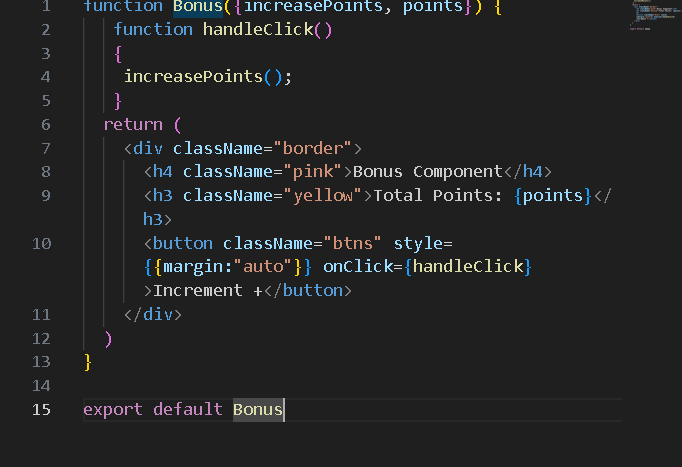 1 function Bonus({increasePoints, points}) {
2 function handleClick()
3 {
4 increasePoints();
5 }
6 return (
7 <div className="border">
8 <h4 className="pink">Bonus Component</h4>
9 <h3 className="yellow">Total Points: {points}</
h3>
10 <button className="btns" style=
{{margin:"auto"}} onClick={handleClick}
>Increment +</button>
11 </div>
12 )
13 }
14
15 export default Bonus